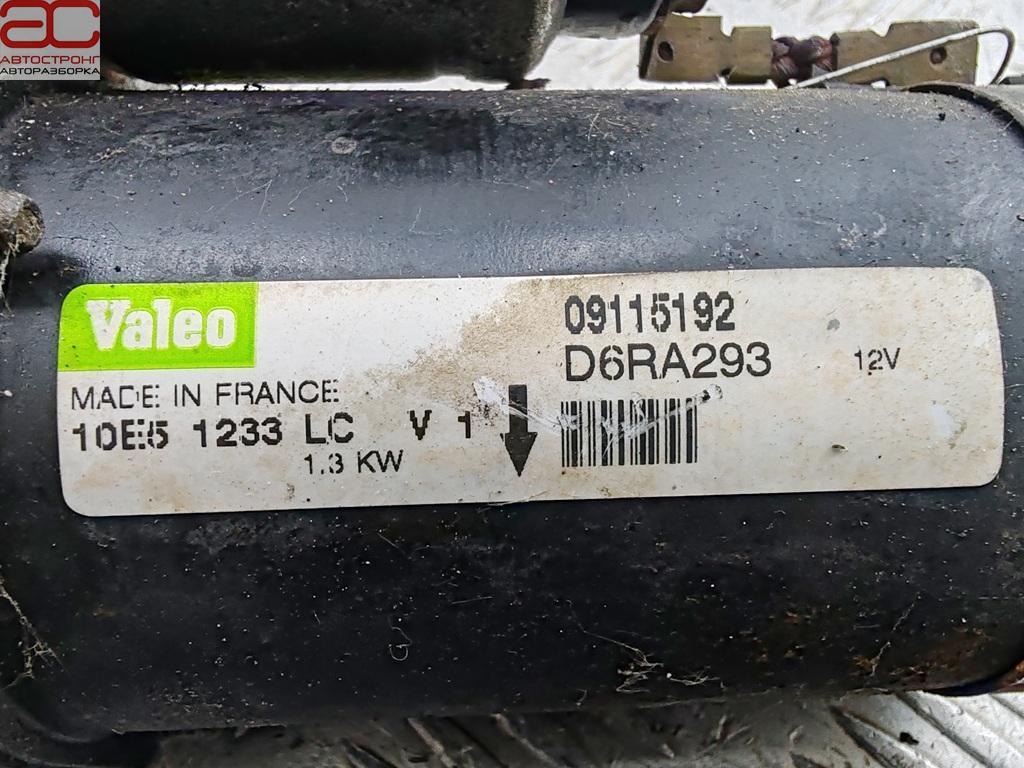 АС
АВТОСТРОНГ
АВТОРАЗБОРКА
Valeo
09115192
D6RA293
12V
MADE IN FRANCE
10E5 1233 LC V 1
1.3 KW